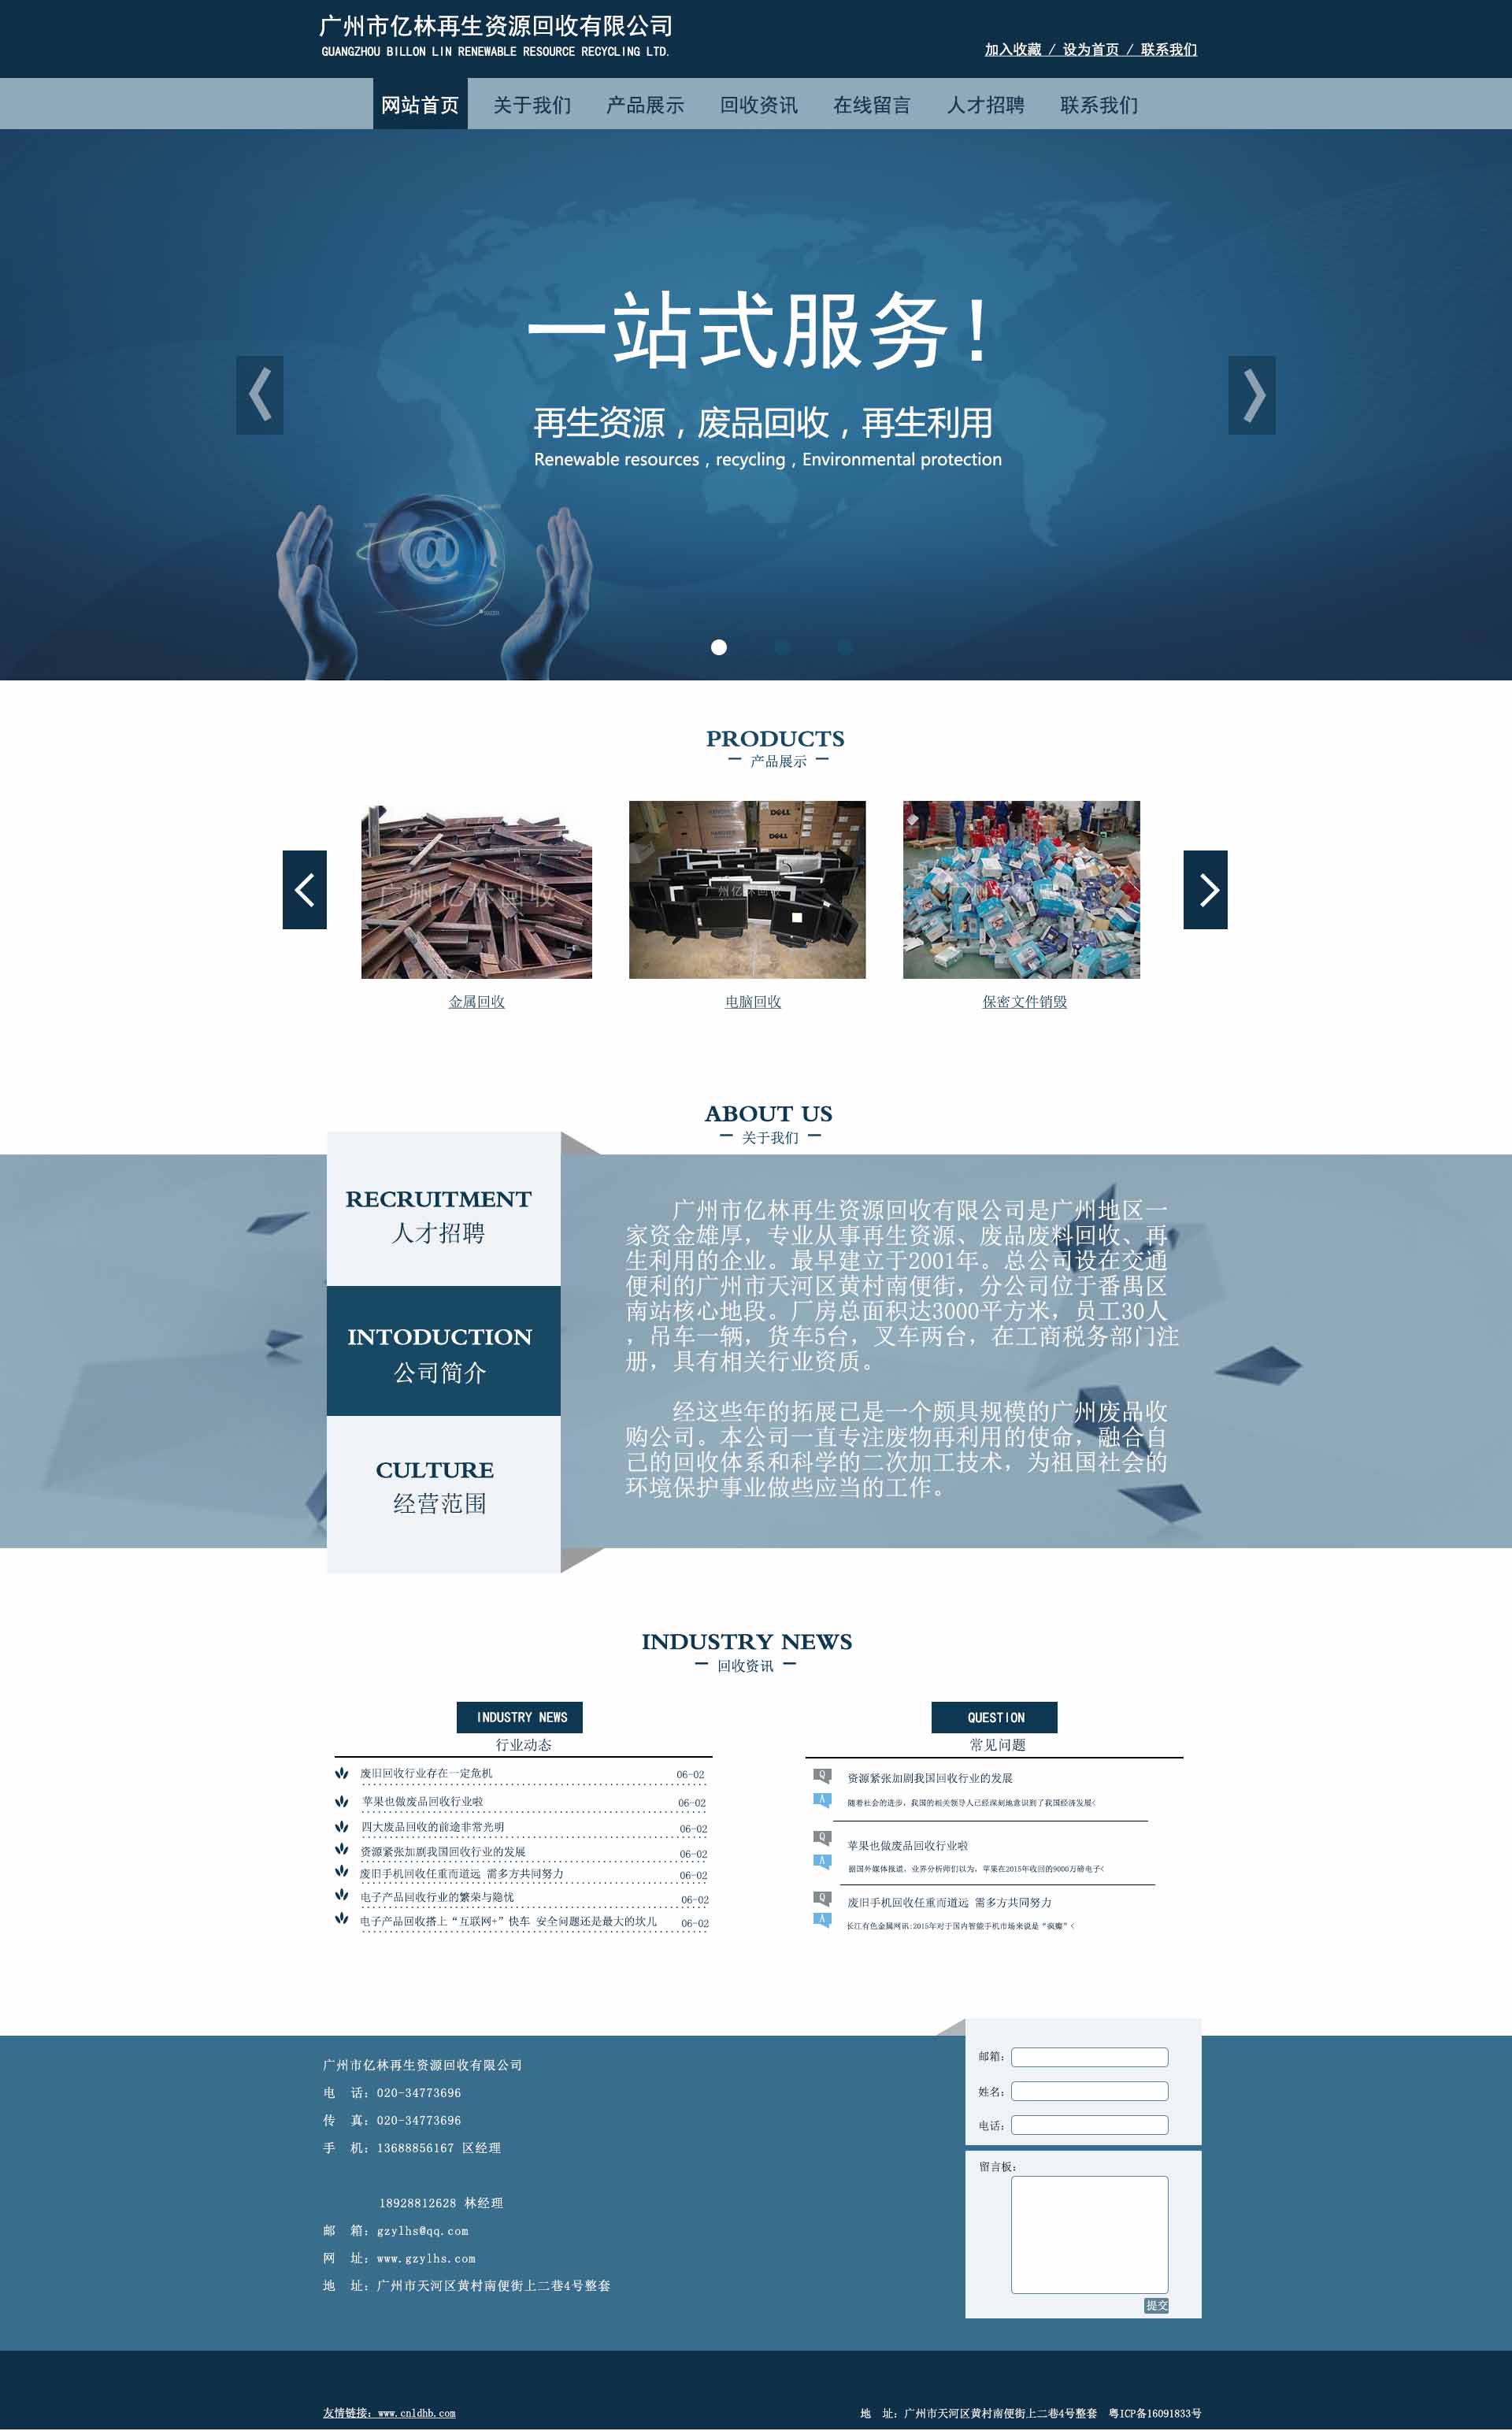 广州市亿林再生资源回收有限公司
GUANGZHOU BILLON LIN RENEWABLE RESOURCE RECYCLING LTD.
加入收藏 / 设为首页 / 联系我们
网站首页 关于我们 产品展示 回收资讯 在线留言 人才招聘 联系我们
一站式服务！
再生资源，废品回收，再生利用
Renewable resources , recycling , Environmental protection
@
PRODUCTS
产品展示
DELL
广州亿林回收
广州亿林回收
金属回收 电脑回收 保密文件销毁
ABOUT US
关于我们
RECRUITMENT
人才招聘
INTODUCTION
公司简介
CULTURE
经营范围
广州市亿林再生资源回收有限公司是广州地区一
家资金雄厚，专业从事再生资源、废品废料回收、再
生利用的企业。最早建立于2001年。总公司设在交通
便利的广州市天河区黄村南便街，分公司位于番禺区
南站核心地段。厂房总面积达3000平方米，员工30人
，吊车一辆，货车5台，叉车两台，在工商税务部门注
册，具有相关行业资质。
经这些年的拓展已是一个颇具规模的广州废品收
购公司。本公司一直专注废物再利用的使命，融合自
己的回收体系和科学的二次加工技术，为祖国社会的
环境保护事业做些应当的工作。
INDUSTRY NEWS
回收资讯
INDUSTRY NEWS
行业动态
废旧回收行业存在一定危机 06-02
苹果也做废品回收行业啦 06-02
四大废品回收的前途非常光明 06-02
资源紧张加剧我国回收行业的发展 06-02
废旧手机回收任重而道远 需多方共同努力 06-02
电子产品回收行业的繁荣与隐忧 06-02
电子产品回收搭上“互联网+”快车 安全问题还是最大的坎儿 06-02
QUESTION
常见问题
Q 资源紧张加剧我国回收行业的发展
A 随着社会的进步，我国的相关领导人已经深刻地意识到了我国经济发展<
Q 苹果也做废品回收行业啦
A 据国外媒体报道，业界分析师们以为，苹果在2015年收回的9000万磅电子<
Q 废旧手机回收任重而道远 需多方共同努力
A 长江有色金属网讯:2015年对于国内智能手机市场来说是“疯癫”<
广州市亿林再生资源回收有限公司
电 话：020-34773696
传 真：020-34773696
手 机：13688856167 区经理
18928812628 林经理
邮 箱：gzylhs@qq.com
网 址：www.gzylhs.com
地 址：广州市天河区黄村南便街上二巷4号整套
邮箱：
姓名：
电话：
留言板：
提交
友情链接：www.cnldhb.com
地 址：广州市天河区黄村南便街上二巷4号整套 粤ICP备16091833号